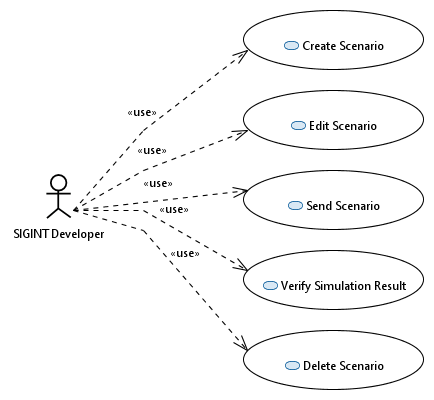 Create Scenario
«use»
Edit Scenario
«use»
«use»
Send Scenario
«use»
SIGINT Developer
«use»
Verify Simulation Result
Delete Scenario